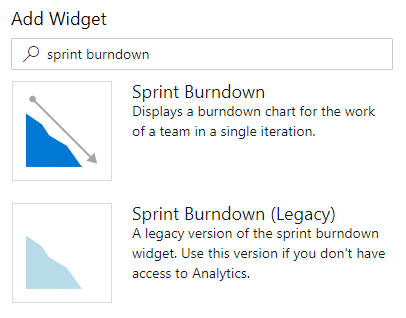 Add Widget
sprint burndown
Sprint Burndown
Displays a burndown chart for the work
of a team in a single iteration.
Sprint Burndown (Legacy)
A legacy version of the sprint burndown
widget. Use this version if you don't have
access to Analytics.